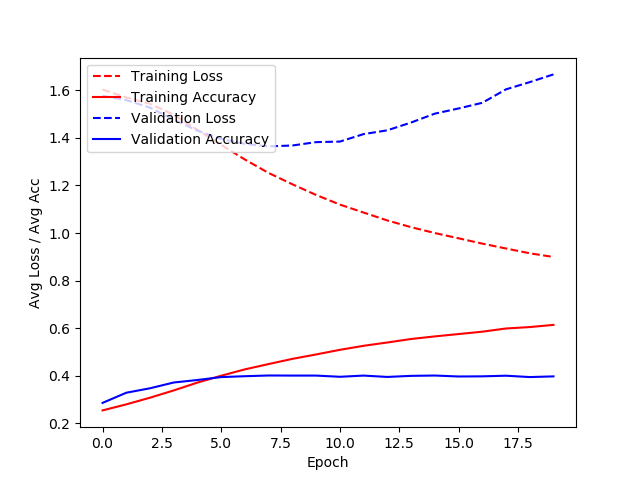 Training Loss
Training Accuracy
Validation Loss
Validation Accuracy
1.6
1.4
1.2
1.0
0.8
0.6
0.4
0.2
Avg Loss / Avg Acc
0.0 2.5 5.0 7.5 10.0 12.5 15.0 17.5
Epoch